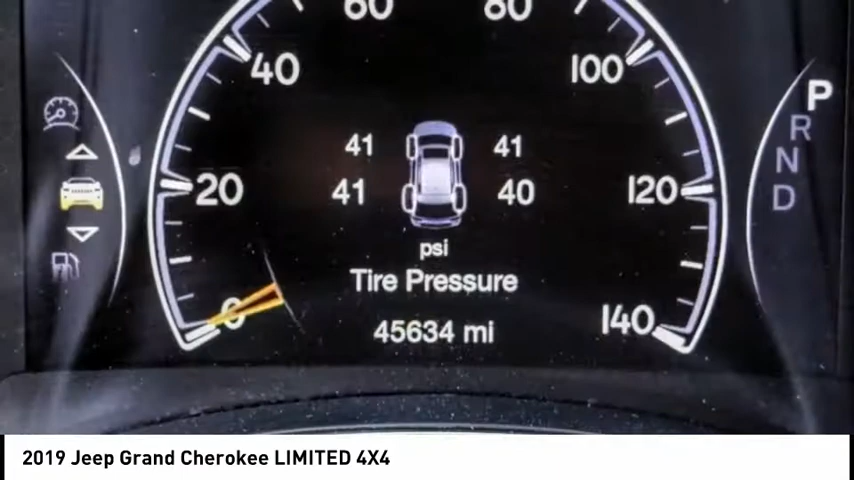 60 80
40 100
P
R
41 41
N
20 41 40 120
D
psi
Tire Pressure
0 140
45634 mi
2019 Jeep Grand Cherokee LIMITED 4X4